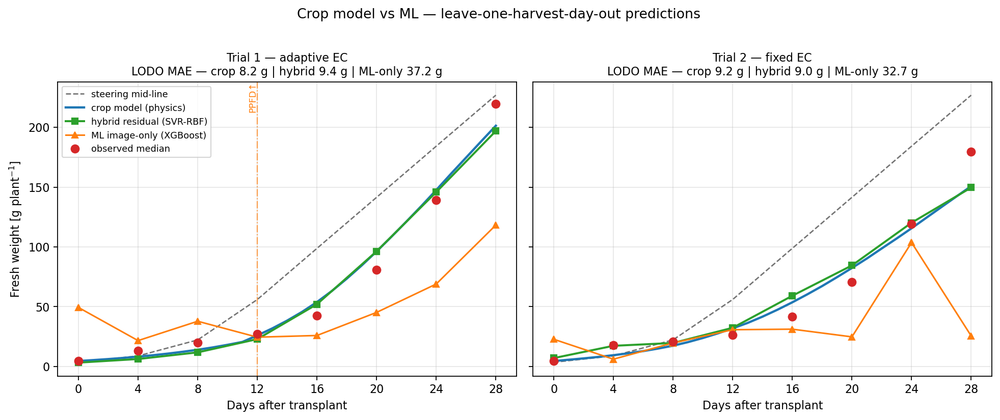 Crop model vs ML — leave-one-harvest-day-out predictions
Trial 1 — adaptive EC
LODO MAE — crop 8.2 g | hybrid 9.4 g | ML-only 37.2 g
steering mid-line
crop model (physics)
hybrid residual (SVR-RBF)
ML image-only (XGBoost)
observed median
PPFD↑
Fresh weight [g plant⁻¹]
200
150
100
50
0
0 4 8 12 16 20 24 28
Days after transplant
Trial 2 — fixed EC
LODO MAE — crop 9.2 g | hybrid 9.0 g | ML-only 32.7 g
0 4 8 12 16 20 24 28
Days after transplant